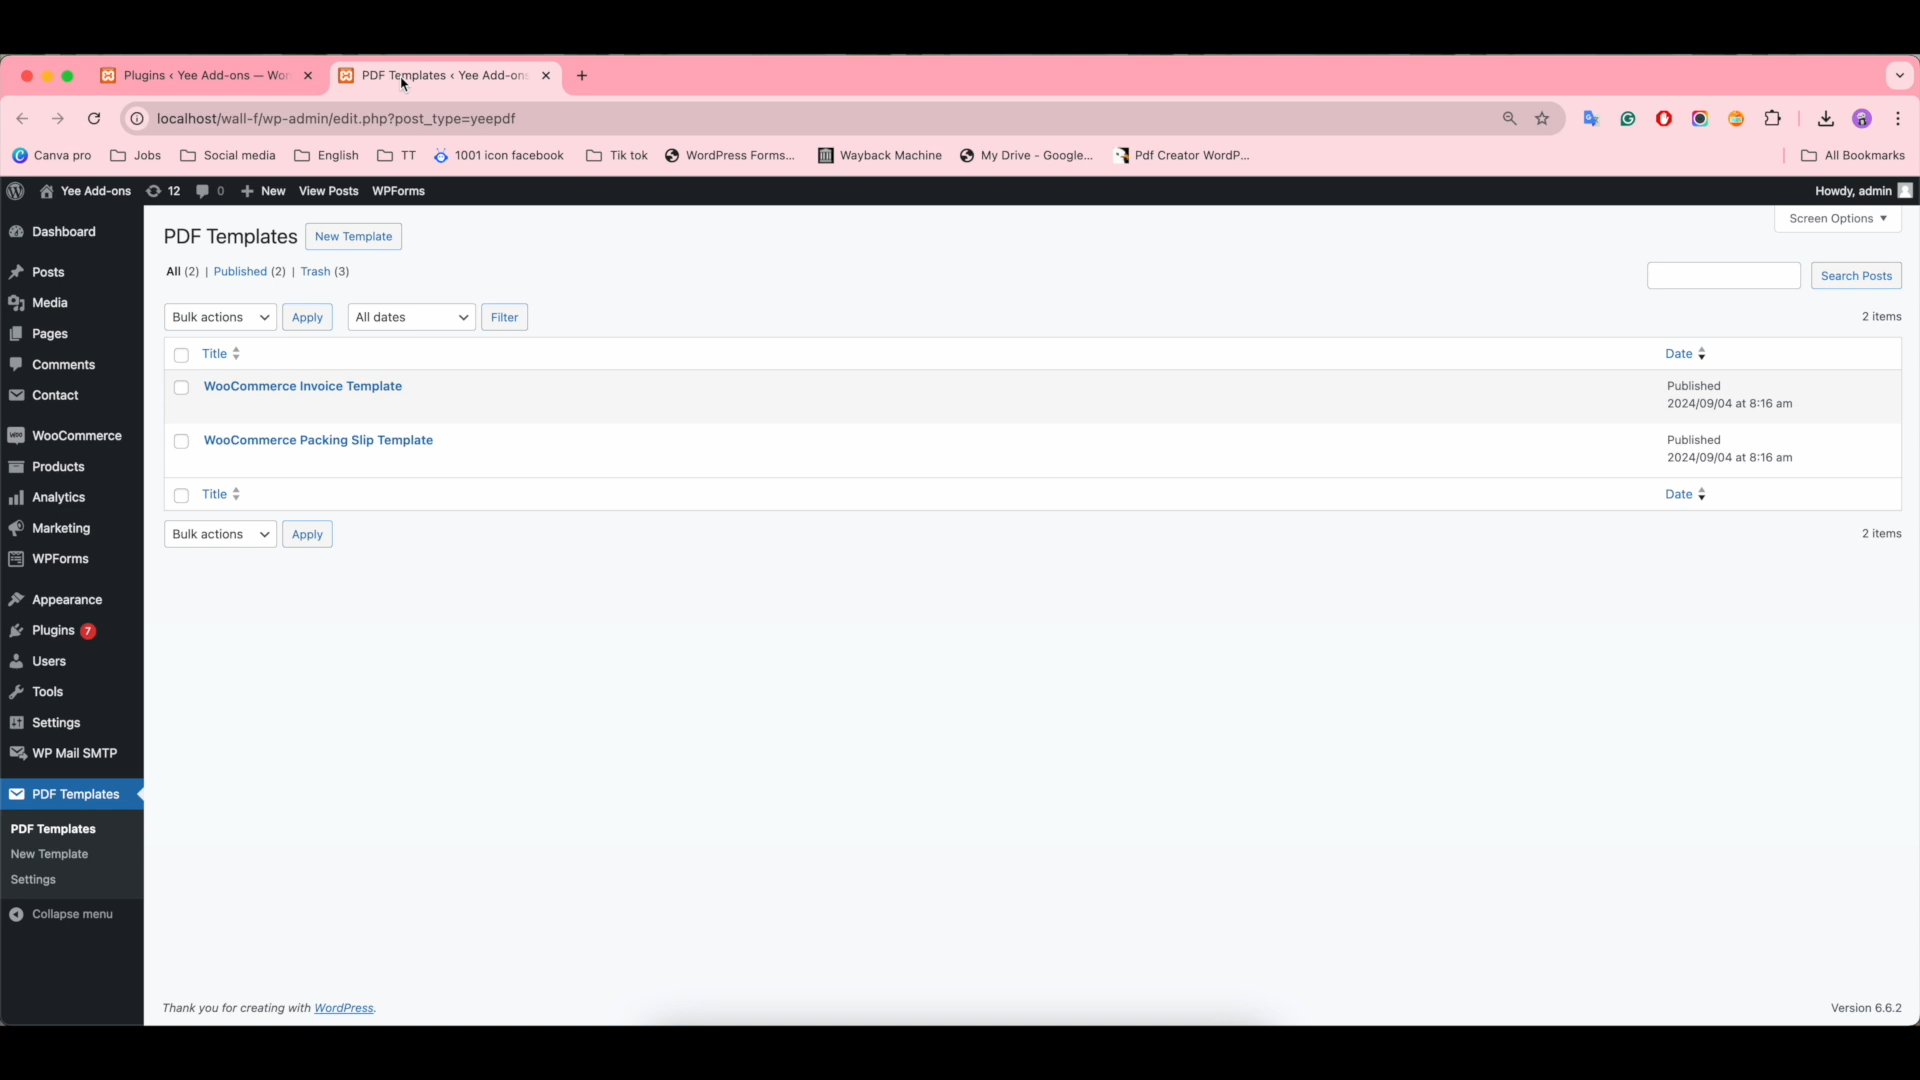 Plugins ‹ Yee Add-ons — Wor
PDF Templates ‹ Yee Add-ons
localhost/wall-f/wp-admin/edit.php?post_type=yeepdf
Canva pro
Jobs
Social media
English
TT
1001 icon facebook
Tik tok
WordPress Forms...
Wayback Machine
My Drive - Google...
Pdf Creator WordP...
All Bookmarks
Yee Add-ons
12
0
New
View Posts
WPForms
Howdy, admin
Dashboard
Posts
Media
Pages
Comments
Contact
WooCommerce
Products
Analytics
Marketing
WPForms
Appearance
Plugins 7
Users
Tools
Settings
WP Mail SMTP
PDF Templates
PDF Templates
New Template
Settings
Collapse menu
PDF Templates
New Template
Screen Options
All (2) | Published (2) | Trash (3)
Search Posts
Bulk actions
Apply
All dates
Filter
2 items
Title
Date
WooCommerce Invoice Template
Published
2024/09/04 at 8:16 am
WooCommerce Packing Slip Template
Published
2024/09/04 at 8:16 am
Title
Date
Bulk actions
Apply
2 items
Thank you for creating with WordPress.
Version 6.6.2